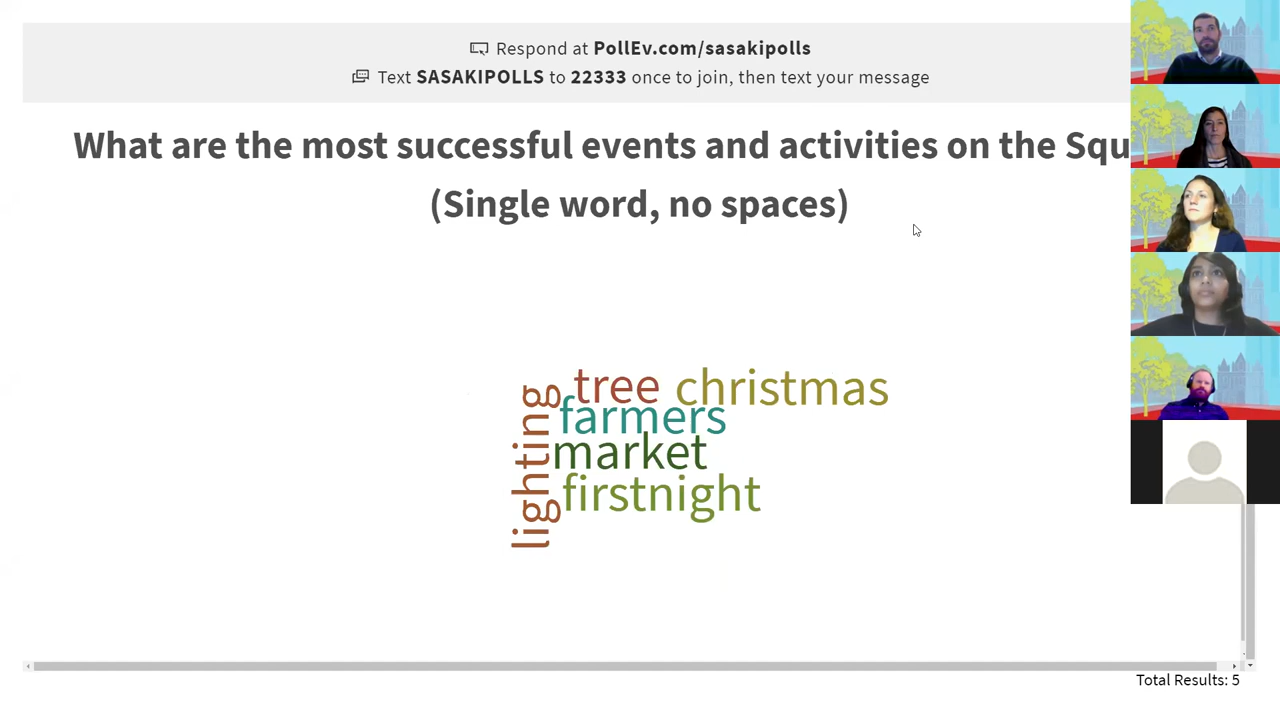 Respond at PollEv.com/sasakipolls
Text SASAKIPOLLS to 22333 once to join, then text your message
What are the most successful events and activities on the Squ
(Single word, no spaces)
tree christmas
farmers
market
firstnight
lighting
Total Results: 5